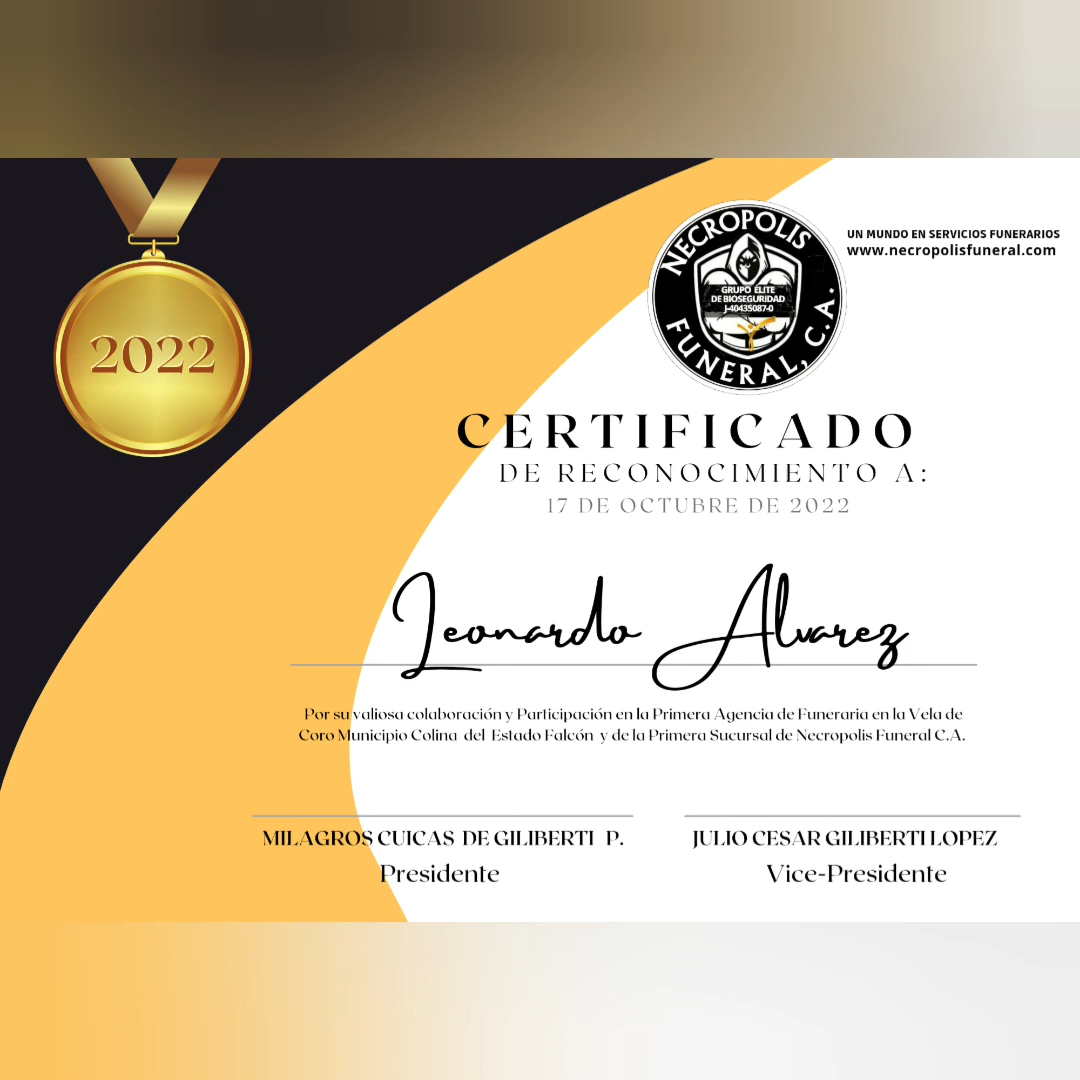 2022
NECROPOLIS
GRUPO ÉLITE
DE BIOSEGURIDAD
J-40435087-0
FUNERAL, C.A.
UN MUNDO EN SERVICIOS FUNERARIOS
www.necropolisfuneral.com
CERTIFICADO
DE RECONOCIMIENTO A:
17 DE OCTUBRE DE 2022
Leonardo Alvarez
Por su valiosa colaboración y Participación en la Primera Agencia de Funeraria en la Vela de
Coro Municipio Colina del Estado Falcón y de la Primera Sucursal de Necropolis Funeral C.A.
MILAGROS CUICAS DE GILIBERTI P.
Presidente
JULIO CESAR GILIBERTI LOPEZ
Vice-Presidente